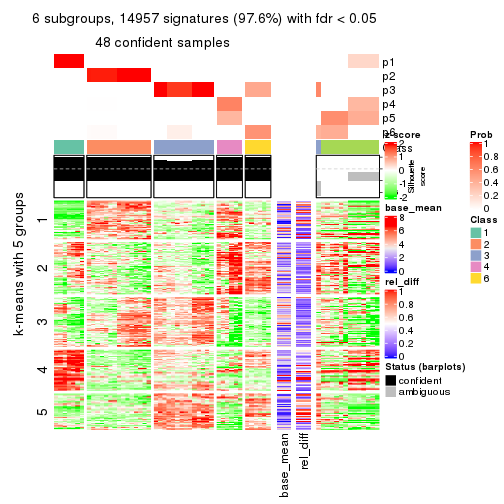 6 subgroups, 14957 signatures (97.6%) with fdr < 0.05
48 confident samples
p1
p2
p3
p4
p5
p6
Class
Silhouette
score
k-means with 5 groups
1
2
3
4
5
base_mean
rel_diff
z-score
2
1
0
-1
-2
base_mean
8
6
4
2
0
rel_diff
1
0.8
0.6
0.4
0.2
0
Status (barplots)
confident
ambiguous
Prob
1
0.8
0.6
0.4
0.2
0
Class
1
2
3
4
6